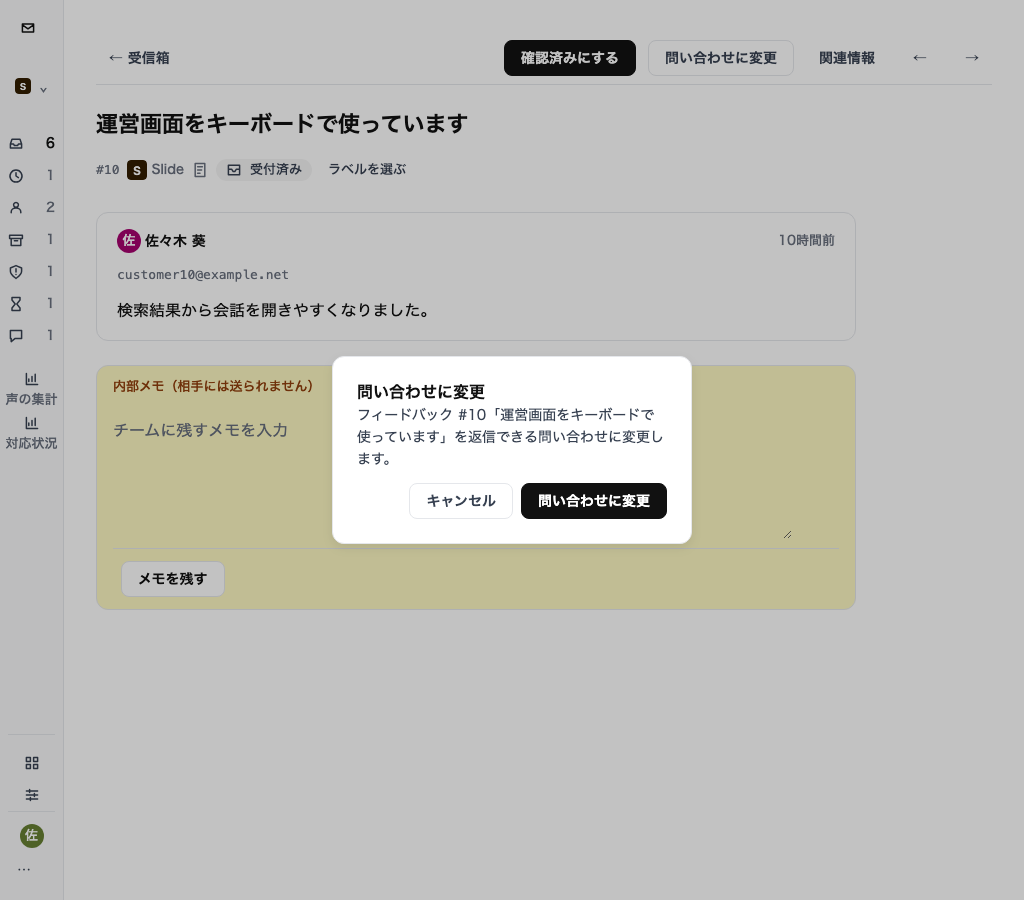 ← 受信箱
確認済みにする
問い合わせに変更
関連情報
←
→
S
運営画面をキーボードで使っています
#10 S Slide 受付済み ラベルを選ぶ
6
1
2
1
1
1
1
声の集計
対応状況
佐 佐々木 葵
10時間前
customer10@example.net
検索結果から会話を開きやすくなりました。
内部メモ（相手には送られません）
チームに残すメモを入力
メモを残す
問い合わせに変更
フィードバック #10「運営画面をキーボードで
使っています」を返信できる問い合わせに変更し
ます。
キャンセル
問い合わせに変更
佐
…